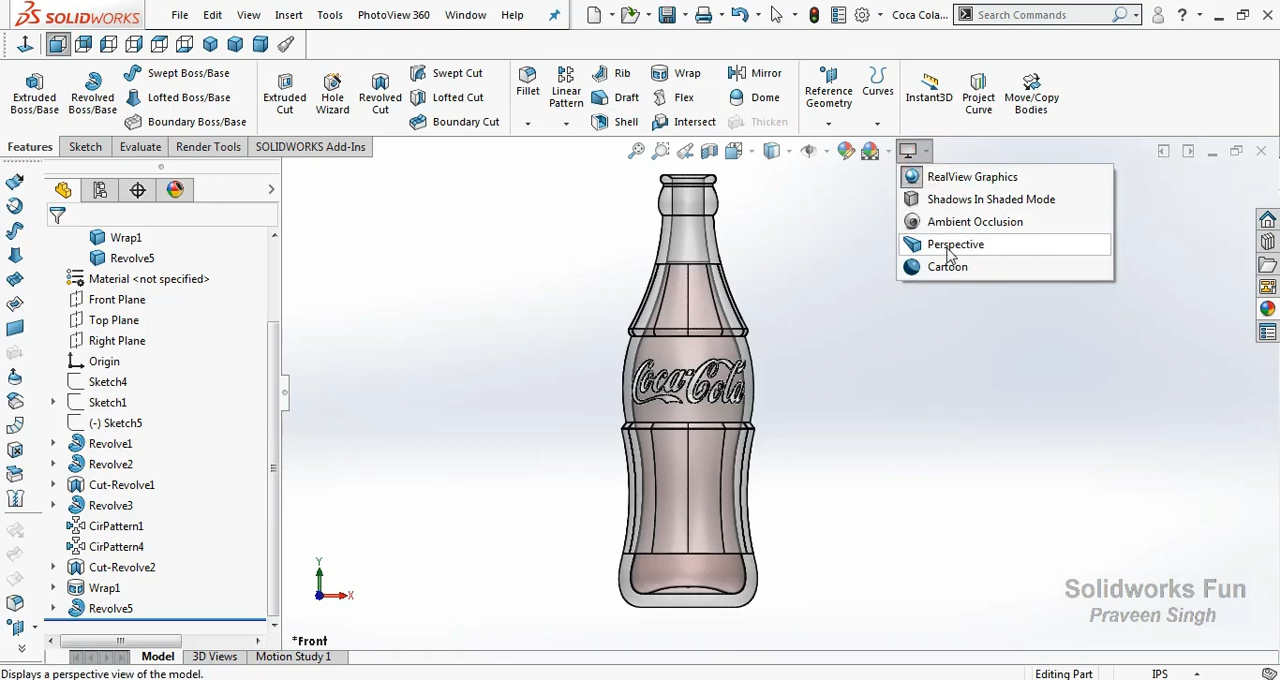 SOLIDWORKS
File Edit View Insert Tools PhotoView 360 Window Help
Coca Cola...
Search Commands
Extruded Boss/Base
Revolved Boss/Base
Swept Boss/Base
Lofted Boss/Base
Boundary Boss/Base
Extruded Cut
Hole Wizard
Revolved Cut
Swept Cut
Lofted Cut
Boundary Cut
Fillet
Linear Pattern
Rib
Draft
Shell
Wrap
Flex
Intersect
Mirror
Dome
Thicken
Reference Geometry
Curves
Instant3D
Project Curve
Move/Copy Bodies
Features Sketch Evaluate Render Tools SOLIDWORKS Add-Ins
RealView Graphics
Shadows In Shaded Mode
Ambient Occlusion
Perspective
Cartoon
Wrap1
Revolve5
Material <not specified>
Front Plane
Top Plane
Right Plane
Origin
Sketch4
Sketch1
(-) Sketch5
Revolve1
Revolve2
Cut-Revolve1
Revolve3
CirPattern1
CirPattern4
Cut-Revolve2
Wrap1
Revolve5
Coca-Cola
Y
X
*Front
Solidworks Fun
Praveen Singh
Model 3D Views Motion Study 1
Displays a perspective view of the model.
Editing Part
IPS